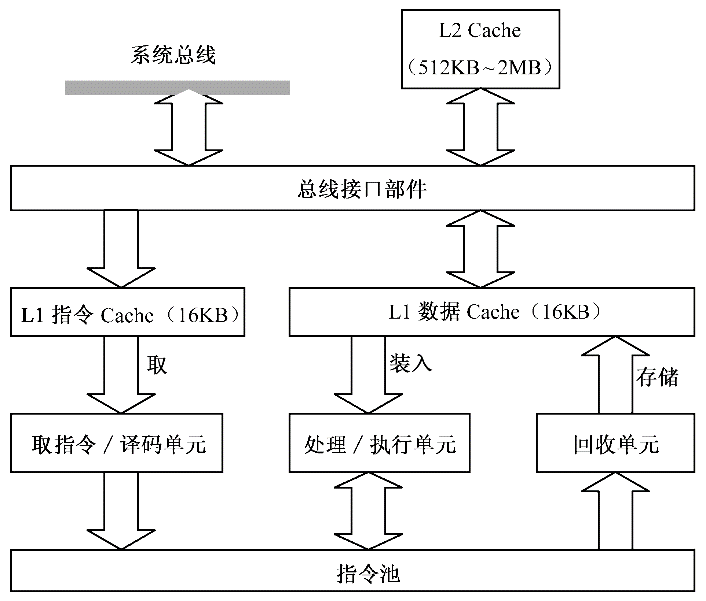 系统总线
L2 Cache
（512KB~2MB）
总线接口部件
L1 指令 Cache（16KB）
L1 数据 Cache（16KB）
取
装入
存储
取指令 / 译码单元
处理 / 执行单元
回收单元
指令池